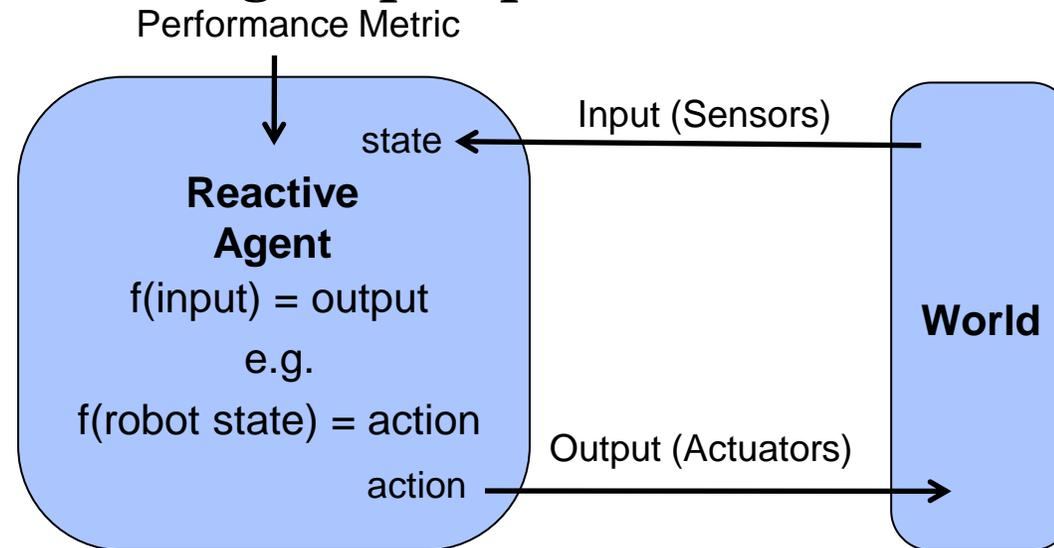 Performance Metric
Input (Sensors)
state
Reactive
Agent
f(input) = output
e.g.
f(robot state) = action
action
Output (Actuators)
World